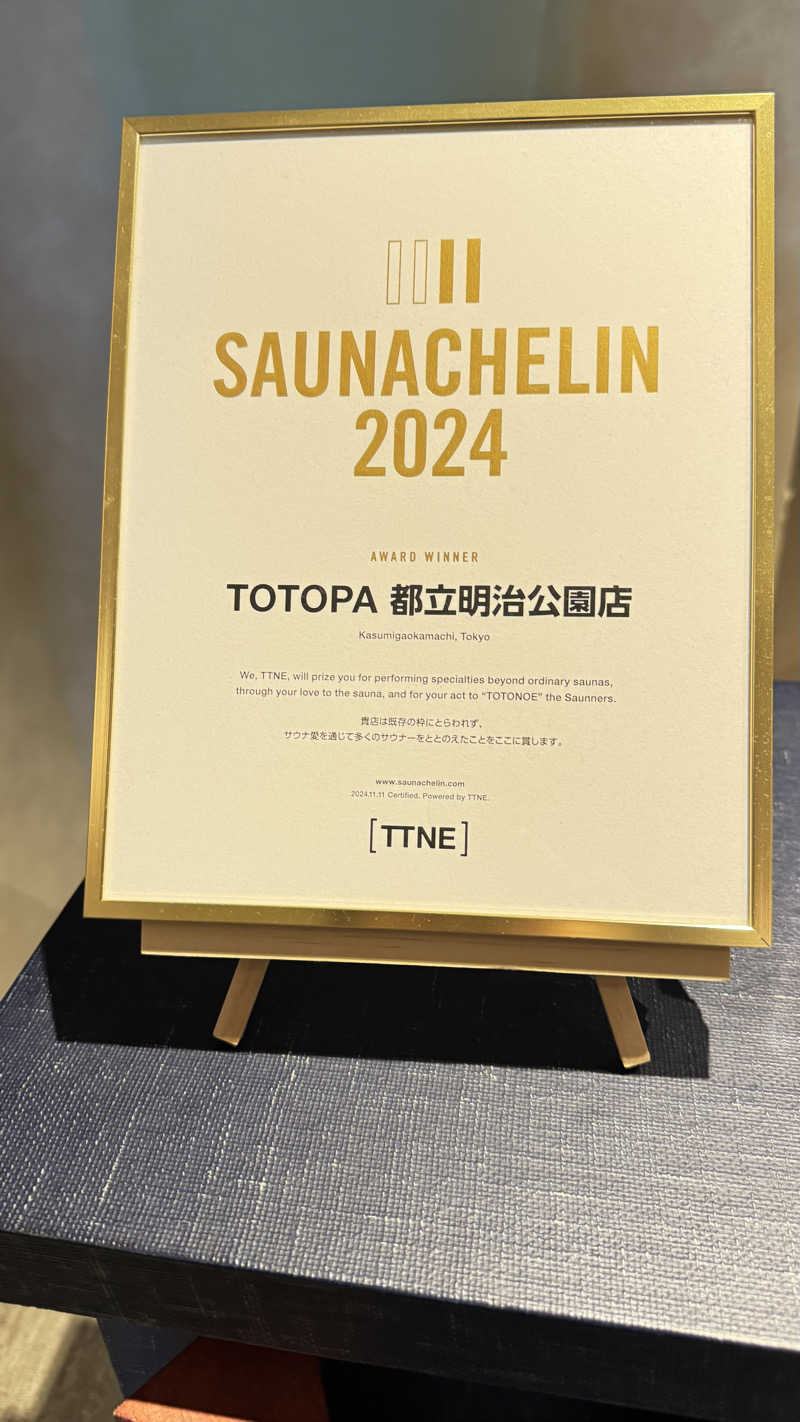 SAUNACHELIN
2024
AWARD WINNER
TOTOPA 都立明治公園店
Kasumigaokamachi, Tokyo
We, TTNE, will prize you for performing specialties beyond ordinary saunas,
through your love to the sauna, and for your act to “TOTONOE” the Saunners.
貴店は既存の枠にとらわれず、
サウナ愛を通じて多くのサウナーをととのえたことをここに賞します。
www.saunachelin.com
2024.11.11 Certified. Powered by TTNE.
[TTNE]